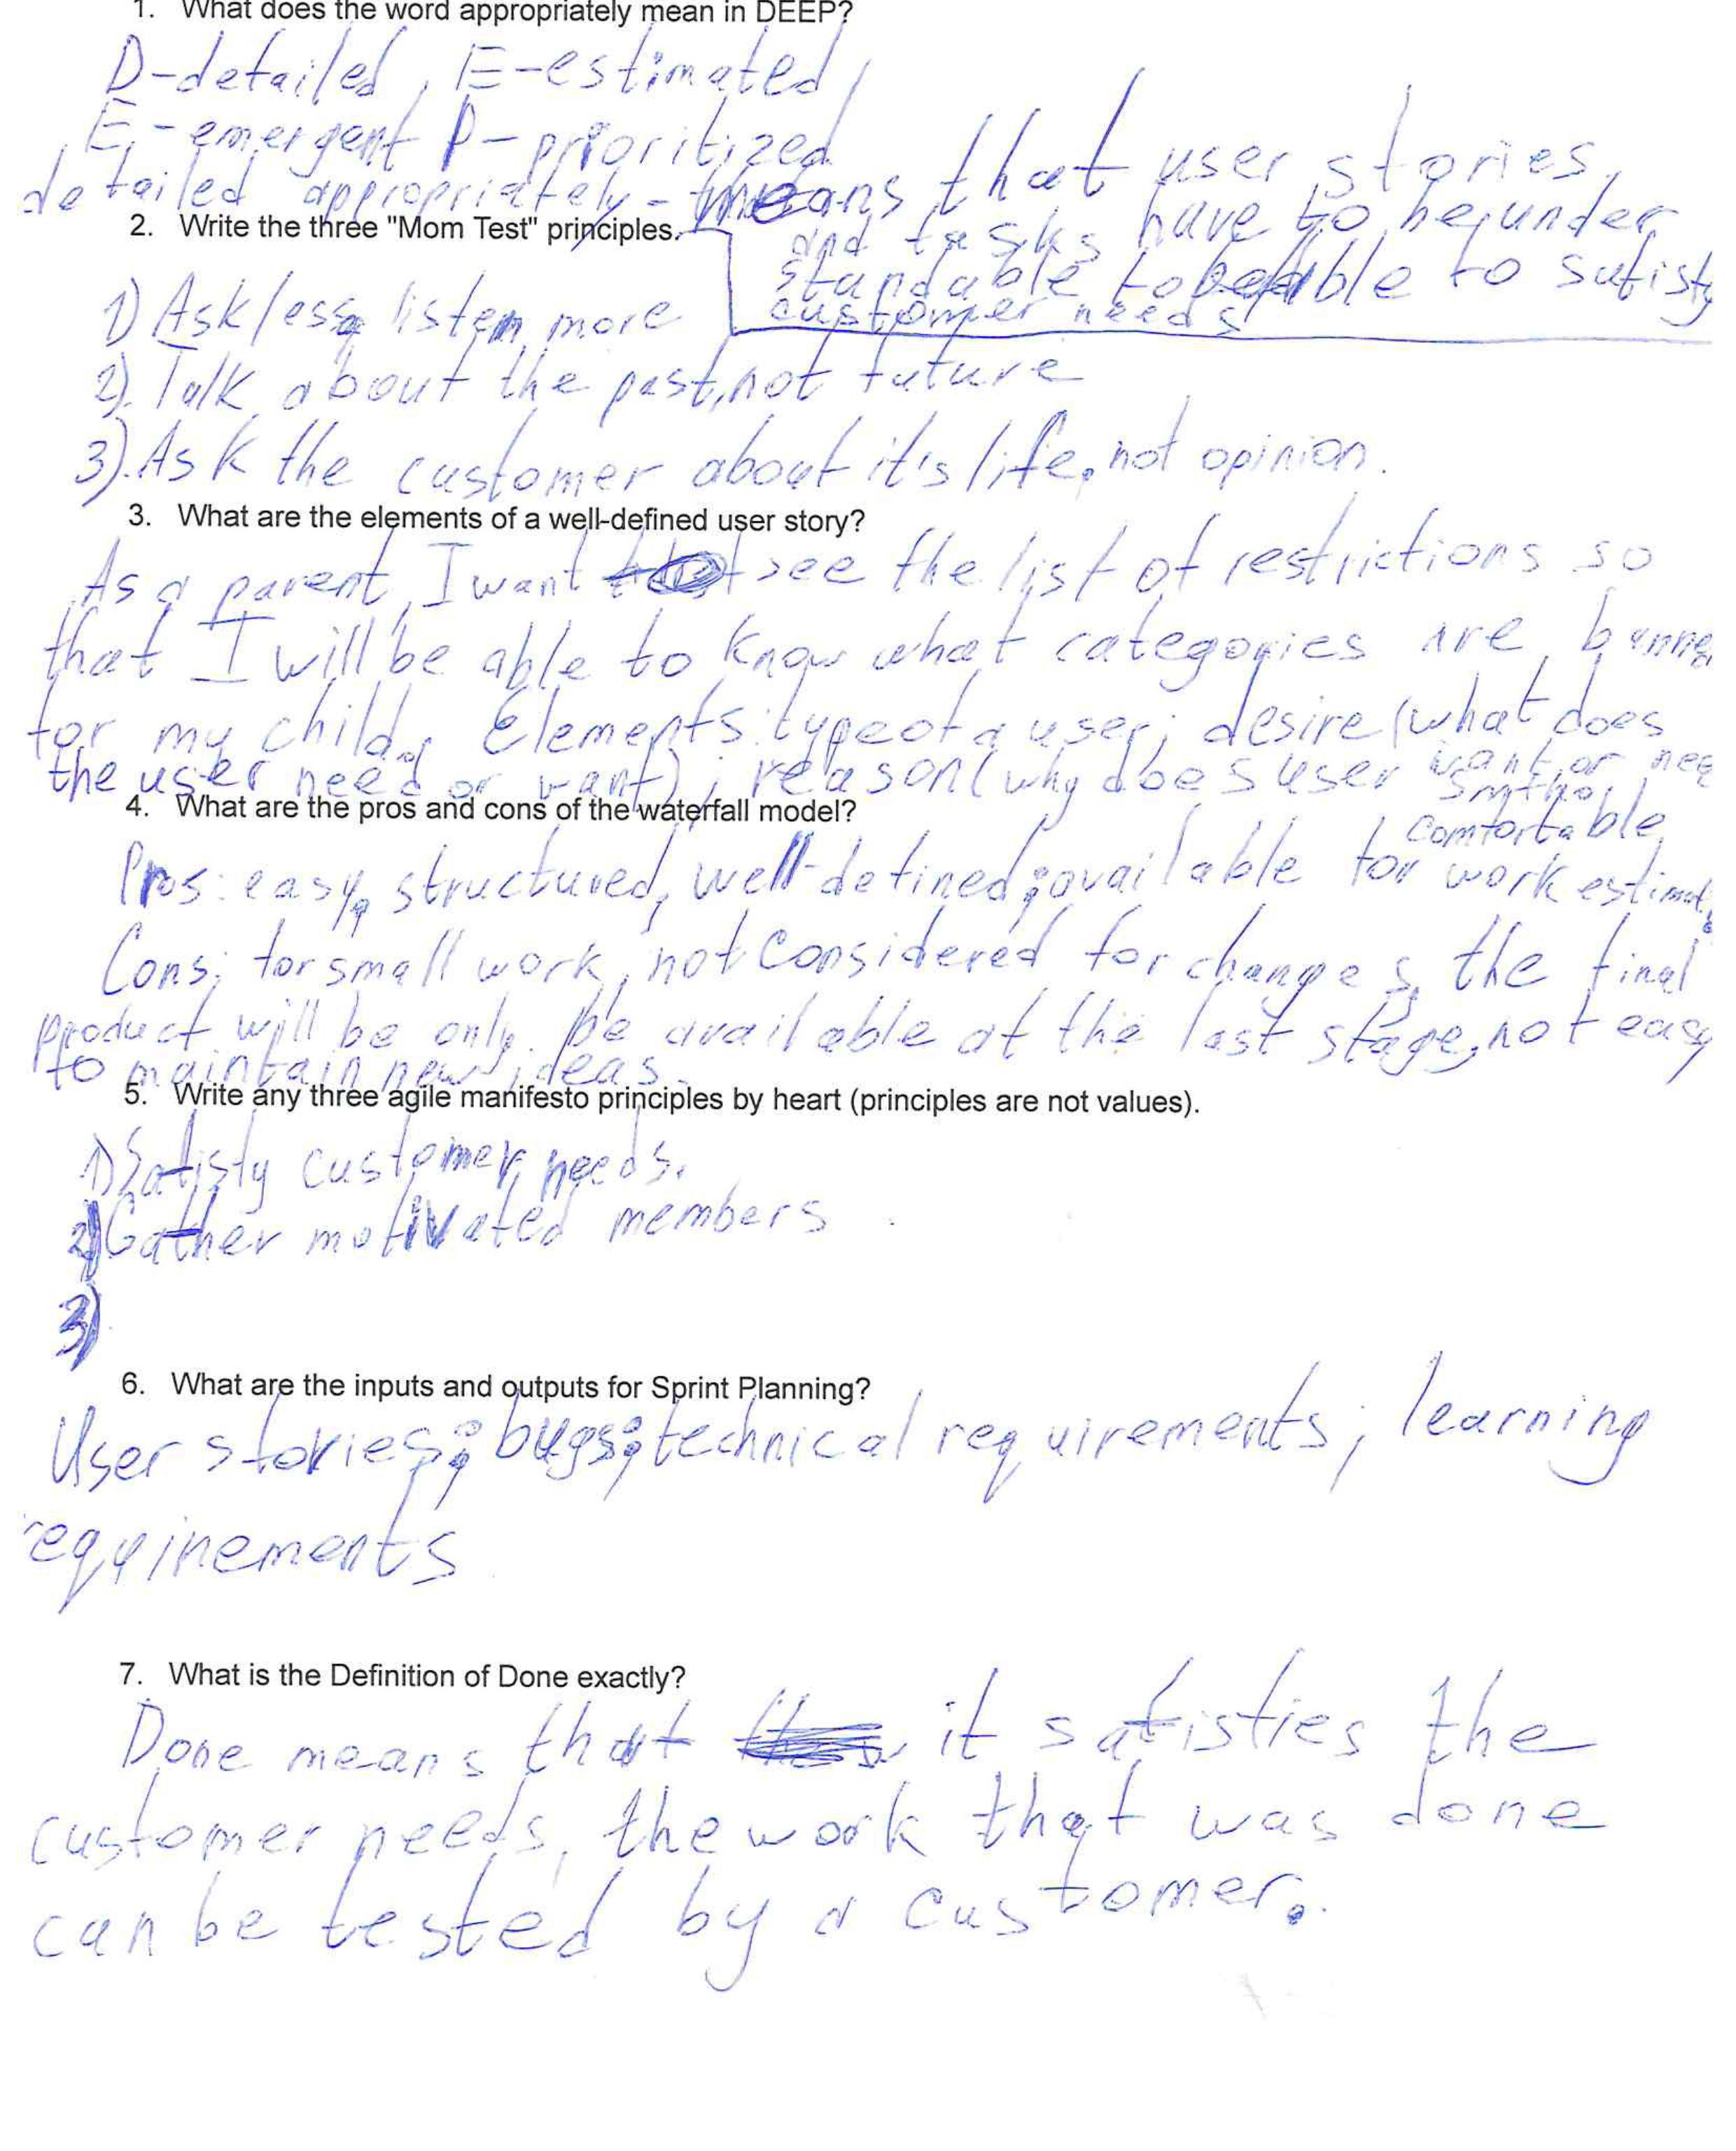 1. What does the word appropriately mean in DEEP?
D-detailed, E-estimated,
E-emergent P-prioritized
detailed appropriately - means that user stories,
and tasks have to be under
standable to be able to satisfy
customer needs
2. Write the three "Mom Test" principles.
1) Ask less, listen more
2). Talk about the past, not future
3). Ask the customer about it's life, not opinion.
3. What are the elements of a well-defined user story?
As a parent, I want to see the list of restrictions so
that I will be able to know what categories are banne
for my child. Elements: type of a user; desire (what does
the user need or want); reason (why does user want or nee
smth.)
4. What are the pros and cons of the waterfall model?
Pros: easy, structured, well-defined; available for comfortable
work estimat.
Cons: for small work, not considered for changes, the final
product will be only be available at the last stage, not easy
to maintain new ideas.
5. Write any three agile manifesto principles by heart (principles are not values).
1) Satisfy customer needs.
2) Gather motivated members
3)
6. What are the inputs and outputs for Sprint Planning?
User stories; bugs; technical requirements; learning
requirements
7. What is the Definition of Done exactly?
Done means that it satisfies the
customer needs, the work that was done
can be tested by a customer.